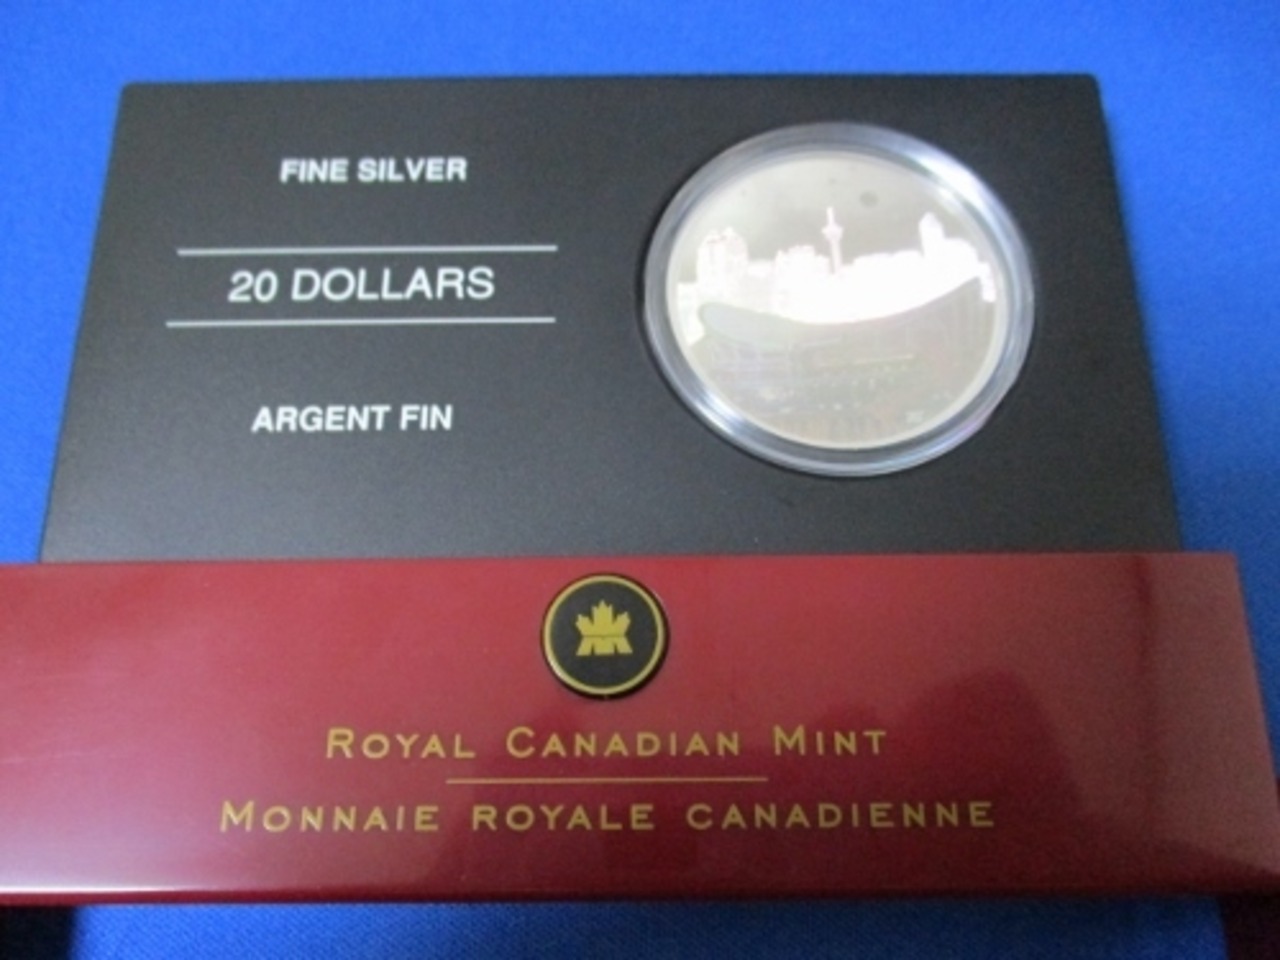 FINE SILVER
20 DOLLARS
ARGENT FIN
ROYAL CANADIAN MINT
MONNAIE ROYALE CANADIENNE